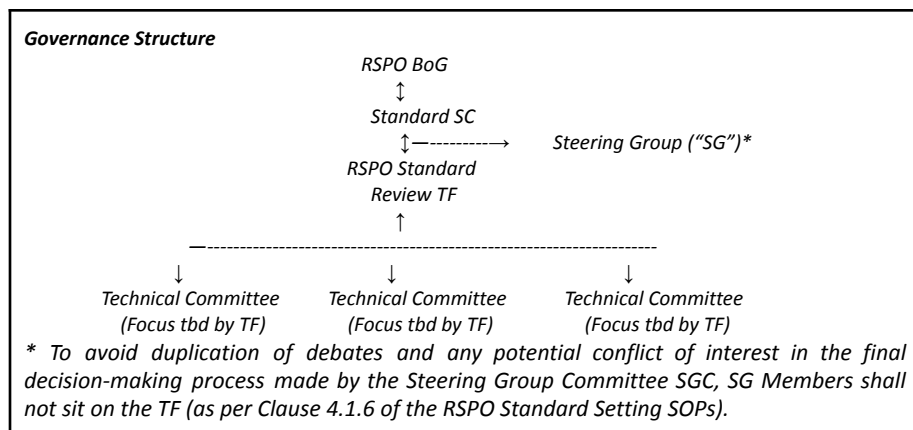 Governance Structure
RSPO BoG
↕
Standard SC
↕—---------→ Steering Group (“SG”)*
RSPO Standard
Review TF
↑
—--------------------------------------------------------------------
↓ ↓ ↓
Technical Committee Technical Committee Technical Committee
(Focus tbd by TF) (Focus tbd by TF) (Focus tbd by TF)
* To avoid duplication of debates and any potential conflict of interest in the final
decision-making process made by the Steering Group Committee SGC, SG Members shall
not sit on the TF (as per Clause 4.1.6 of the RSPO Standard Setting SOPs).